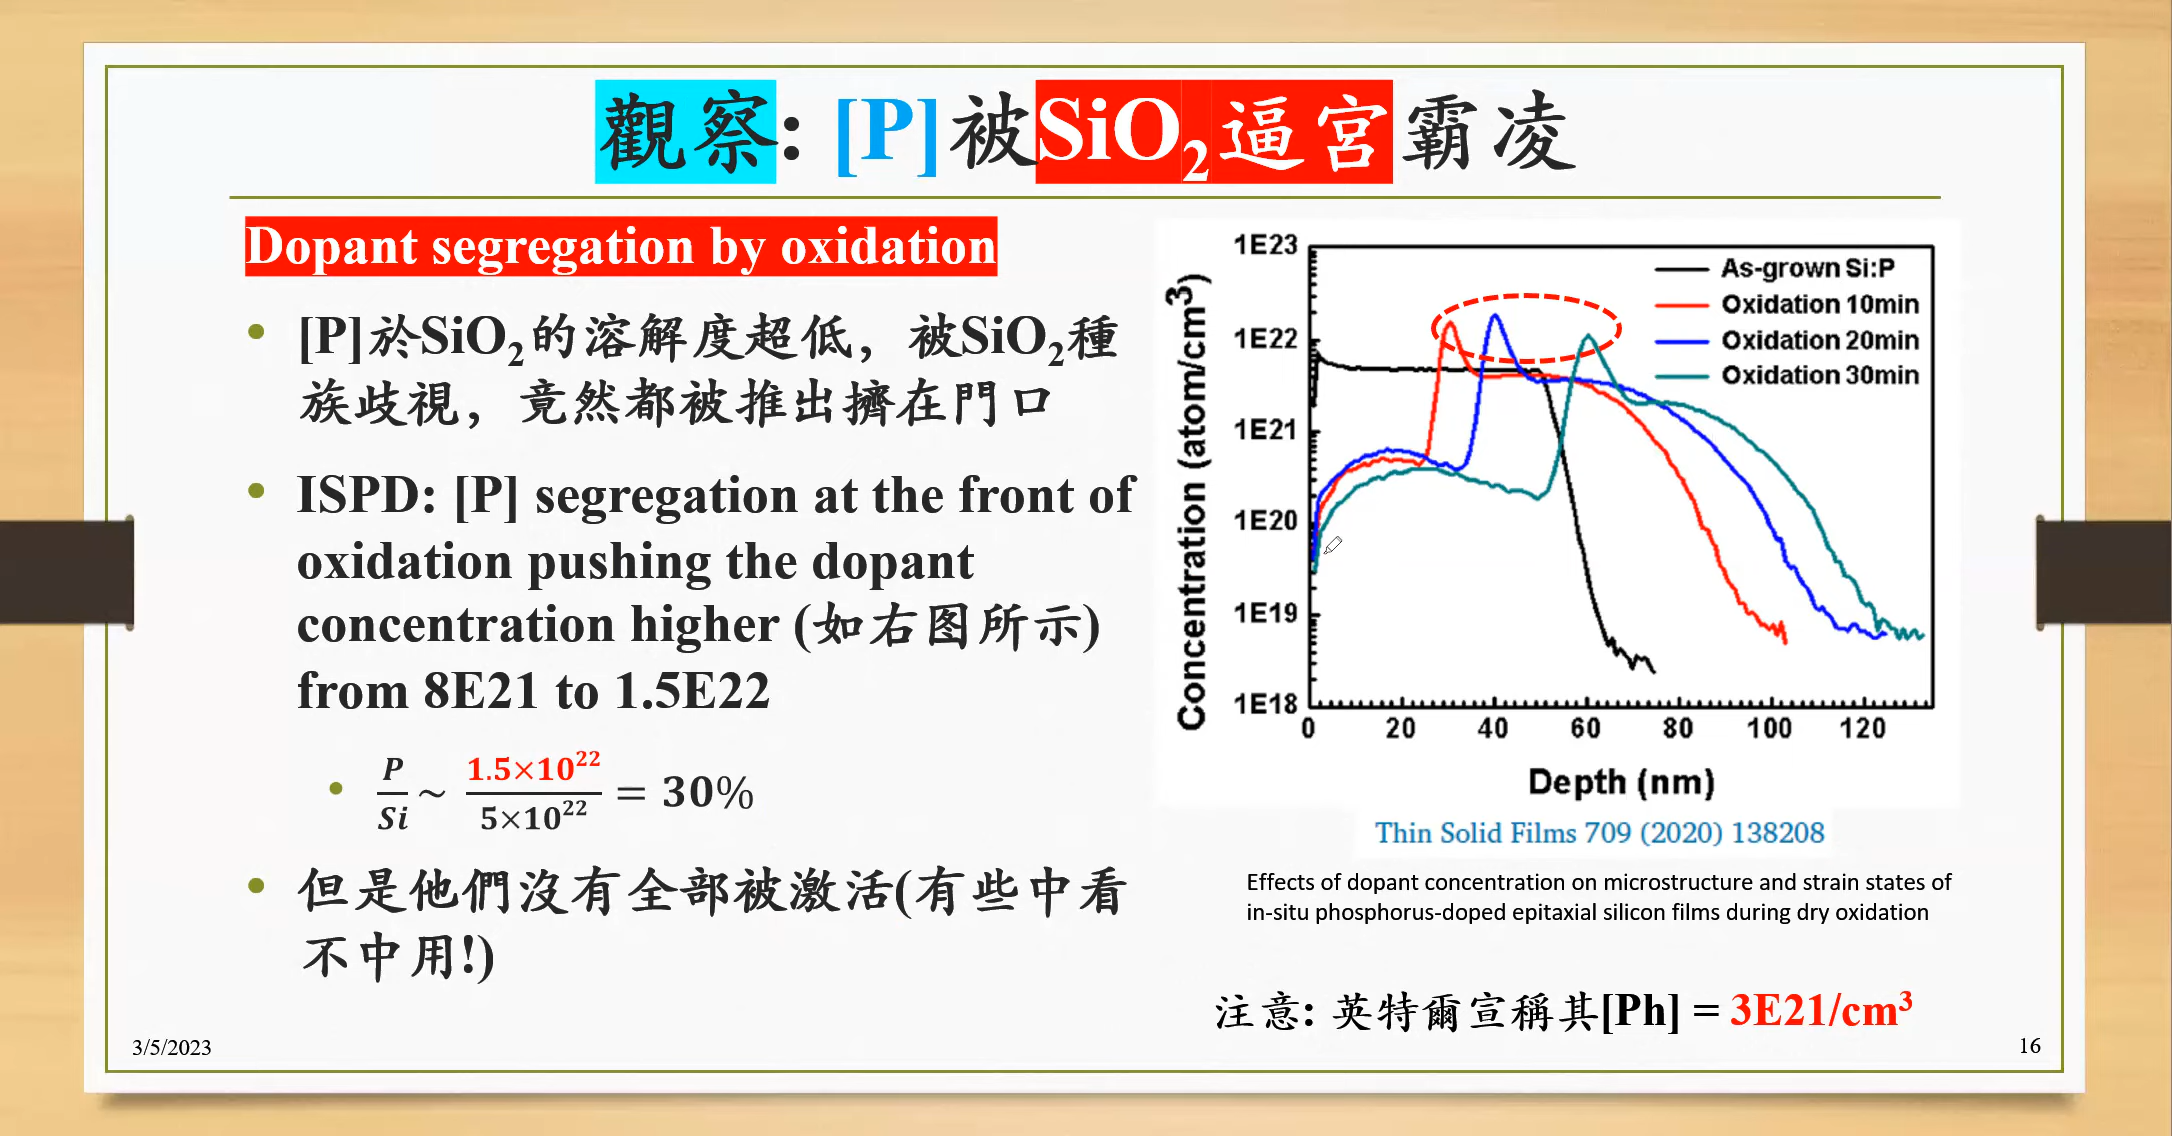 觀察: [P]被SiO₂逼宮霸凌
Dopant segregation by oxidation
• [P]於SiO₂的溶解度超低，被SiO₂種
族歧視，竟然都被推出擠在門口
• ISPD: [P] segregation at the front of
oxidation pushing the dopant
concentration higher (如右图所示)
from 8E21 to 1.5E22
• P/Si ~ 1.5×10²²/5×10²² = 30%
• 但是他們沒有全部被激活(有些中看
不中用!)
3/5/2023
Concentration (atom/cm³)
1E23
1E22
1E21
1E20
1E19
1E18
As-grown Si:P
Oxidation 10min
Oxidation 20min
Oxidation 30min
0 20 40 60 80 100 120
Depth (nm)
Thin Solid Films 709 (2020) 138208
Effects of dopant concentration on microstructure and strain states of
in-situ phosphorus-doped epitaxial silicon films during dry oxidation
注意: 英特爾宣稱其[Ph] = 3E21/cm³
16